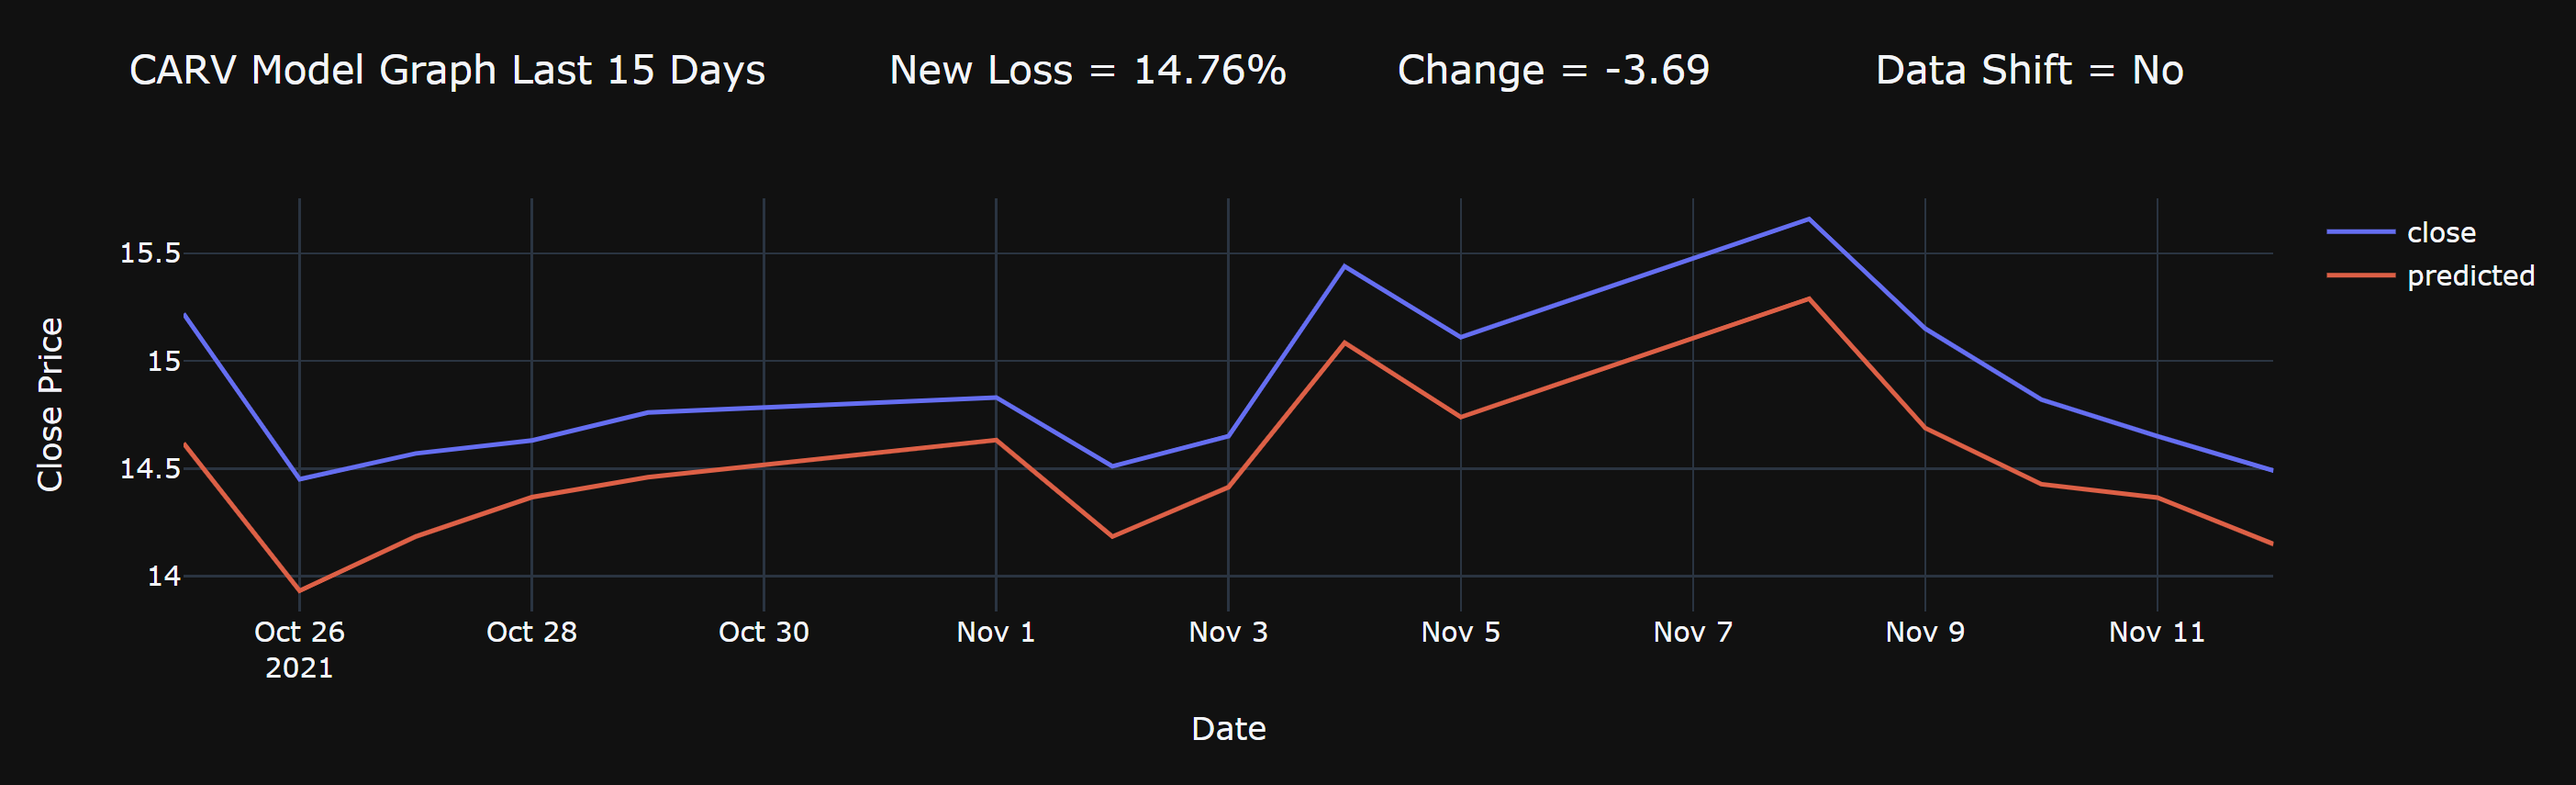 CARV Model Graph Last 15 Days New Loss = 14.76% Change = -3.69 Data Shift = No
close
predicted
Close Price
15.5
15
14.5
14
Oct 26 Oct 28 Oct 30 Nov 1 Nov 3 Nov 5 Nov 7 Nov 9 Nov 11
2021
Date